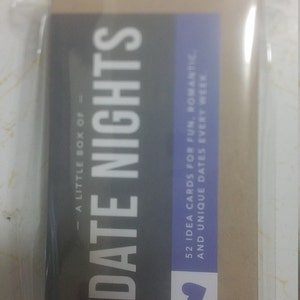 — A LITTLE BOX OF —
DATE NIGHTS
52 IDEA CARDS FOR FUN, ROMANTIC,
AND UNIQUE DATES EVERY WEEK